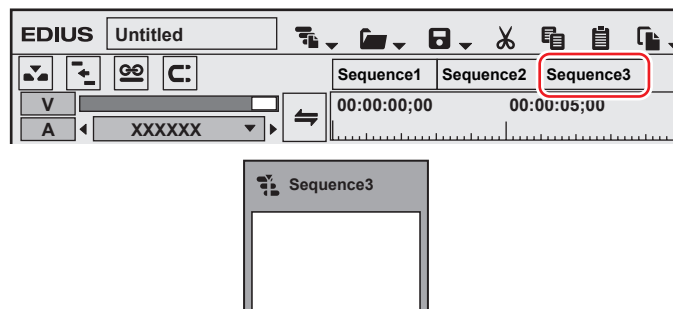 EDIUS Untitled
Sequence1 Sequence2 Sequence3
V 00:00:00;00 00:00:05;00
A XXXXXX
Sequence3